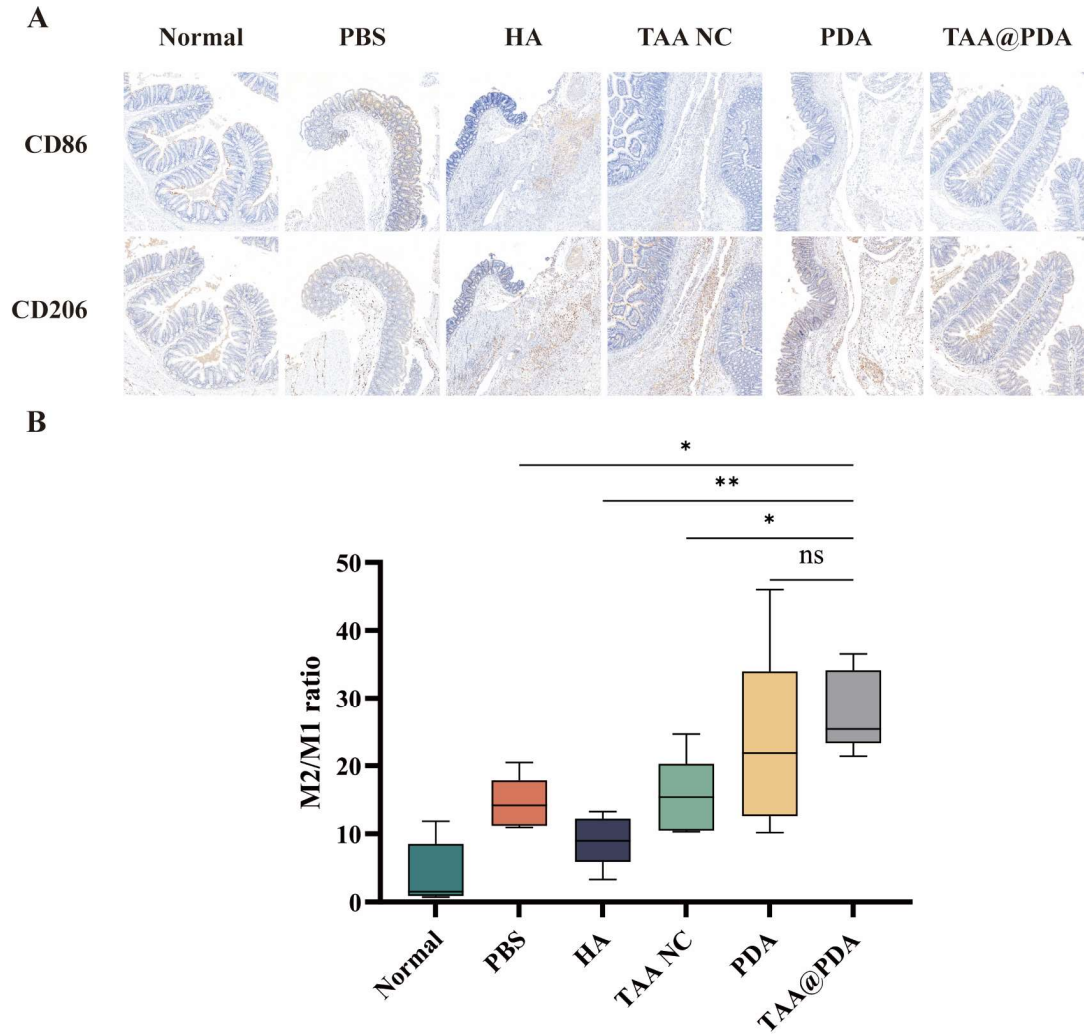 A
Normal PBS HA TAA NC PDA TAA@PDA
CD86
CD206
B
*
**
*
ns
50
40
30
20
10
0
M2/M1 ratio
Normal PBS HA TAA NC PDA TAA@PDA